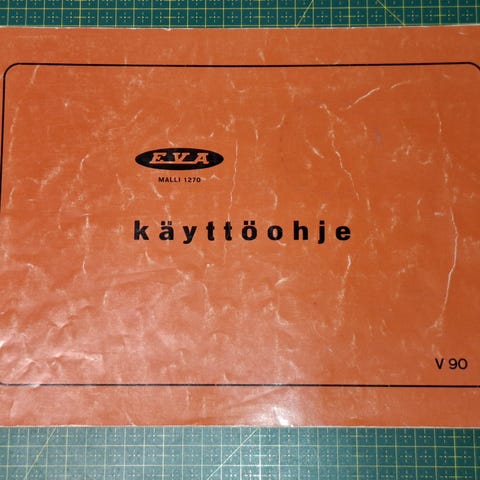 EVA
MALLI 1270
käyttöohje
V 90